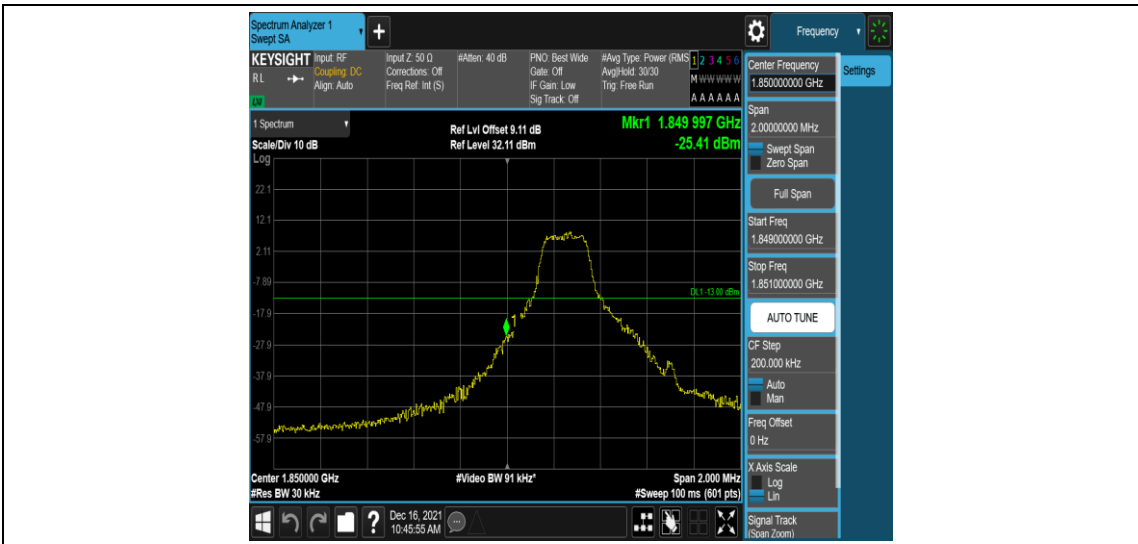 Spectrum Analyzer 1
Swept SA
+
Frequency
KEYSIGHT
RL
LXI
Input: RF
Coupling: DC
Align: Auto
Input Z: 50 Ω
Corrections: Off
Freq Ref: Int (S)
#Atten: 40 dB
PNO: Best Wide
Gate: Off
IF Gain: Low
Sig Track: Off
#Avg Type: Power (RMS
Avg|Hold: 30/30
Trig: Free Run
1 2 3 4 5 6
M W W W W W
A A A A A A
1 Spectrum
Scale/Div 10 dB
Log
Ref Lvl Offset 9.11 dB
Ref Level 32.11 dBm
Mkr1 1.849 997 GHz
-25.41 dBm
22.1
12.1
2.11
-7.89
-17.9
-27.9
-37.9
-47.9
-57.9
DL1 -13.00 dBm
1
Center 1.850000 GHz
#Res BW 30 kHz
#Video BW 91 kHz*
Span 2.000 MHz
#Sweep 100 ms (601 pts)
?
Dec 16, 2021
10:45:55 AM
Center Frequency
1.850000000 GHz
Settings
Span
2.00000000 MHz
Swept Span
Zero Span
Full Span
Start Freq
1.849000000 GHz
Stop Freq
1.851000000 GHz
AUTO TUNE
CF Step
200.000 kHz
Auto
Man
Freq Offset
0 Hz
X Axis Scale
Log
Lin
Signal Track
(Span Zoom)